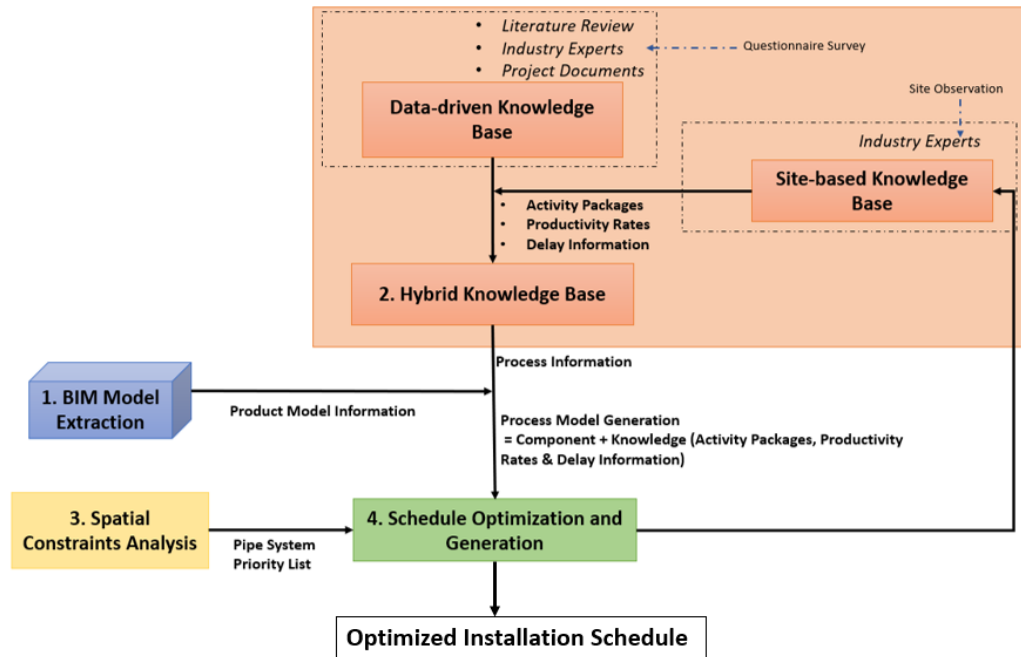 • Literature Review
• Industry Experts
• Project Documents
Questionnaire Survey
Data-driven Knowledge
Base
Site Observation
Industry Experts
Site-based Knowledge
Base
• Activity Packages
• Productivity Rates
• Delay Information
2. Hybrid Knowledge Base
Process Information
1. BIM Model
Extraction
Product Model Information
Process Model Generation
= Component + Knowledge (Activity Packages, Productivity
Rates & Delay Information)
3. Spatial
Constraints Analysis
Pipe System
Priority List
4. Schedule Optimization and
Generation
Optimized Installation Schedule